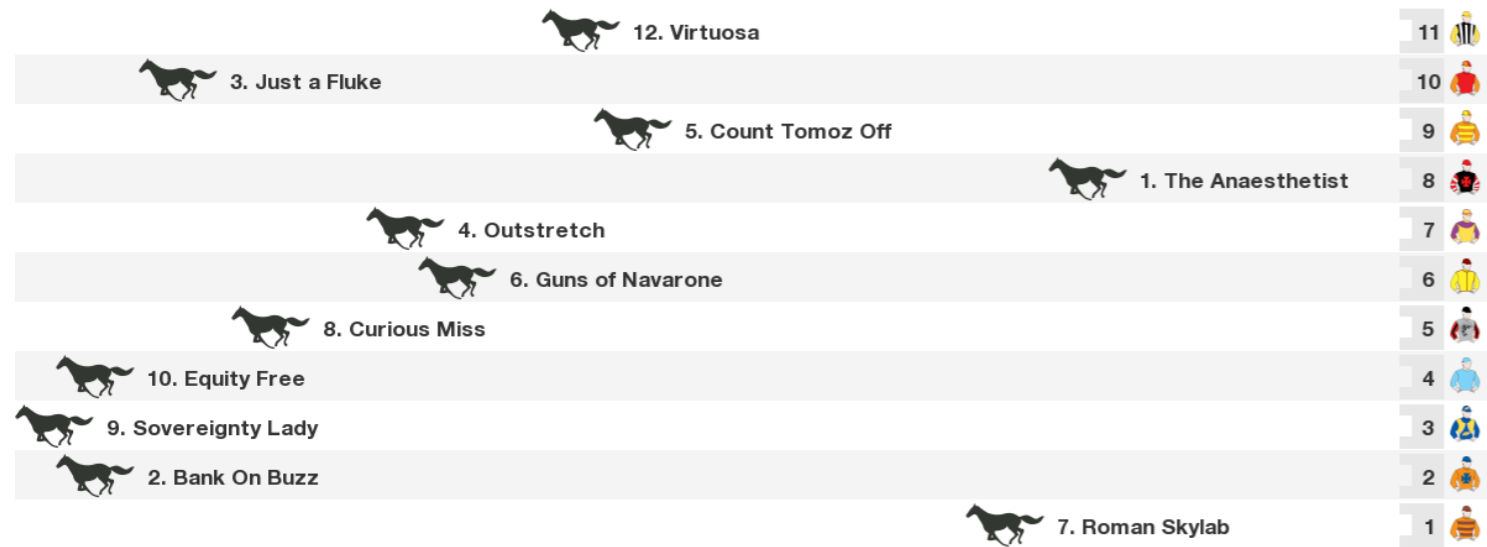 12. Virtuosa 11
3. Just a Fluke 10
5. Count Tomoz Off 9
1. The Anaesthetist 8
4. Outstretch 7
6. Guns of Navarone 6
8. Curious Miss 5
10. Equity Free 4
9. Sovereignty Lady 3
2. Bank On Buzz 2
7. Roman Skylab 1